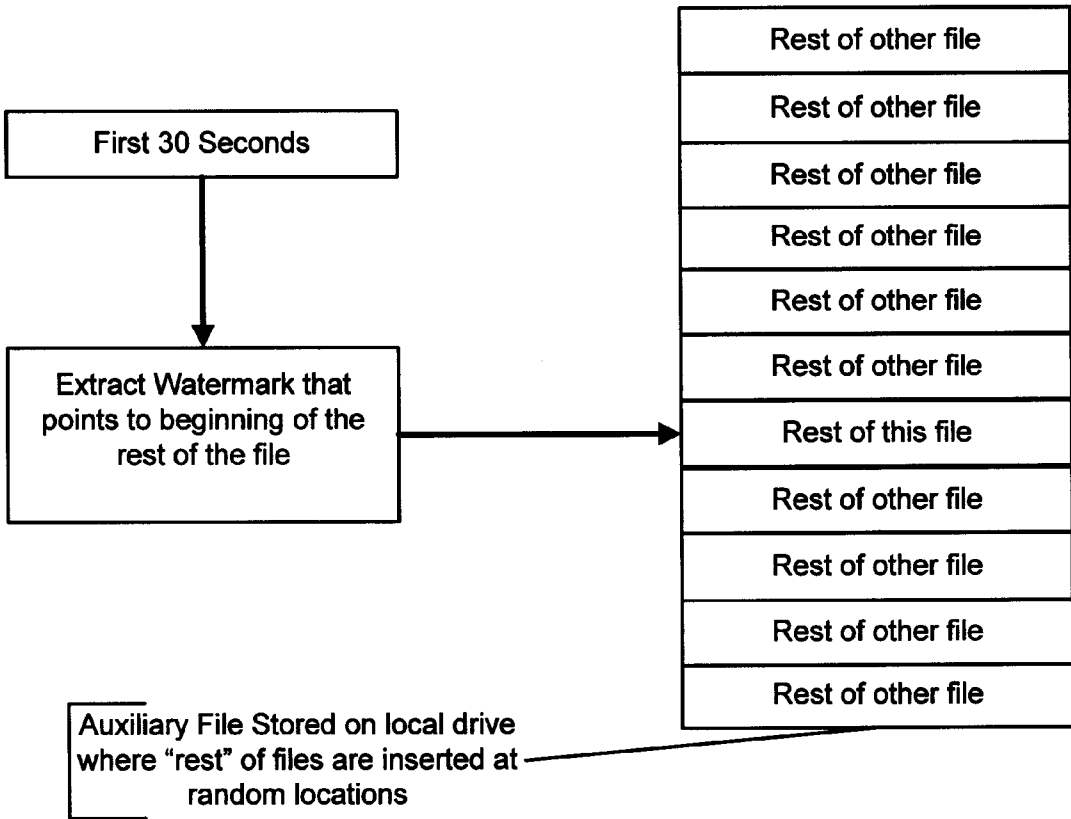 First 30 Seconds
Extract Watermark that
points to beginning of the
rest of the file
Rest of other file
Rest of other file
Rest of other file
Rest of other file
Rest of other file
Rest of other file
Rest of this file
Rest of other file
Rest of other file
Rest of other file
Rest of other file
Auxiliary File Stored on local drive
where “rest” of files are inserted at
random locations